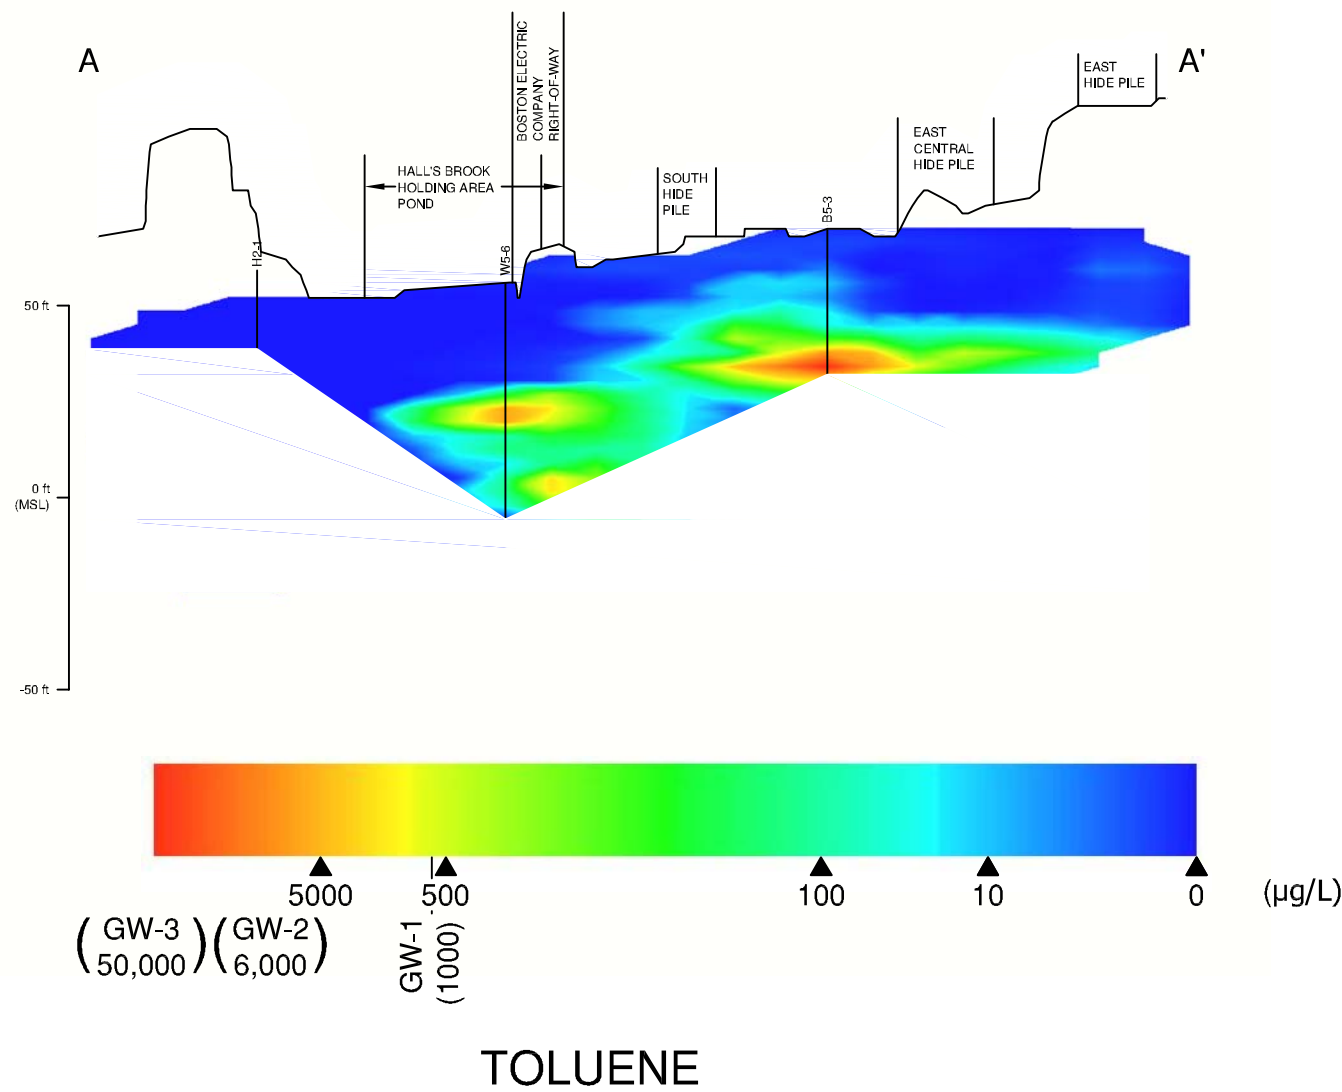 A
A'
BOSTON ELECTRIC
COMPANY
RIGHT-OF-WAY
EAST
HIDE PILE
EAST
CENTRAL
HIDE PILE
HALL'S BROOK
HOLDING AREA
POND
SOUTH
HIDE
PILE
H2-1
W5-6
B5-3
50 ft
0 ft
(MSL)
-50 ft
5000
500
100
10
0
(µg/L)
(GW-3
50,000)
(GW-2
6,000)
GW-1
(1000)
TOLUENE